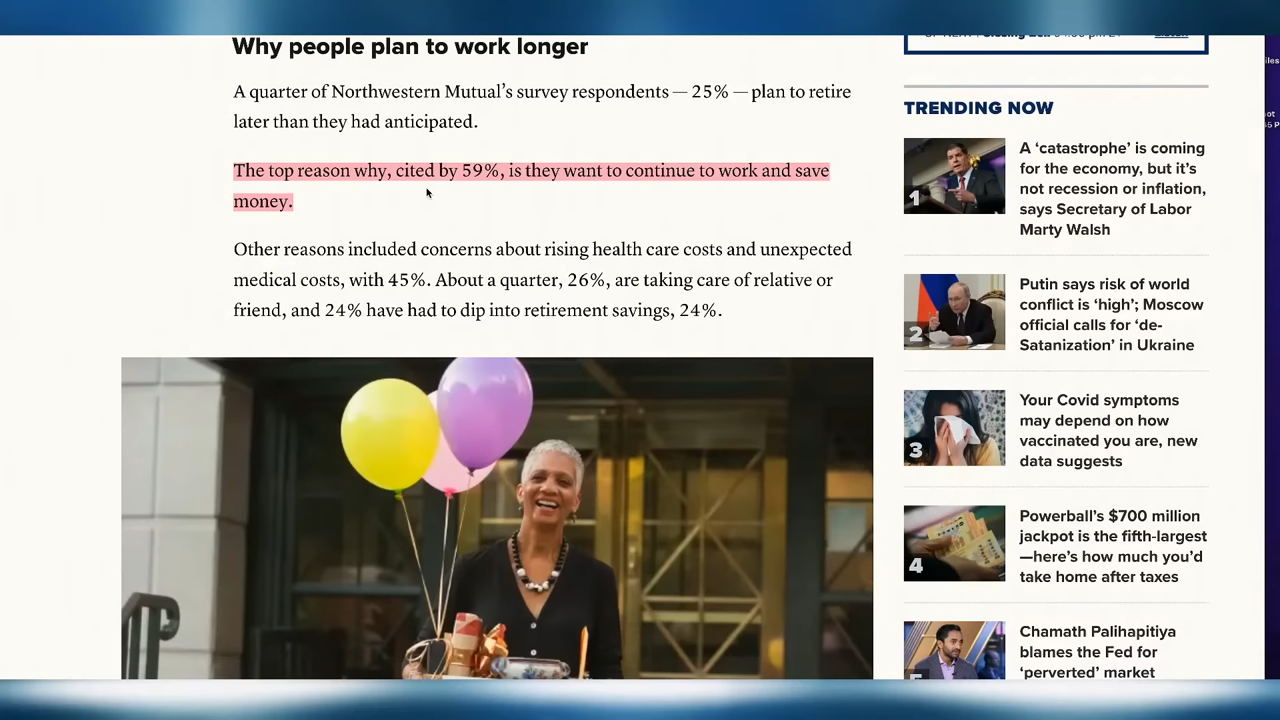 Why people plan to work longer
A quarter of Northwestern Mutual’s survey respondents — 25% — plan to retire
later than they had anticipated.
The top reason why, cited by 59%, is they want to continue to work and save
money.
Other reasons included concerns about rising health care costs and unexpected
medical costs, with 45%. About a quarter, 26%, are taking care of relative or
friend, and 24% have had to dip into retirement savings, 24%.
TRENDING NOW
1
A ‘catastrophe’ is coming
for the economy, but it’s
not recession or inflation,
says Secretary of Labor
Marty Walsh
2
Putin says risk of world
conflict is ‘high’; Moscow
official calls for ‘de-
Satanization’ in Ukraine
3
Your Covid symptoms
may depend on how
vaccinated you are, new
data suggests
4
Powerball’s $700 million
jackpot is the fifth-largest
—here’s how much you’d
take home after taxes
Chamath Palihapitiya
blames the Fed for
‘perverted’ market